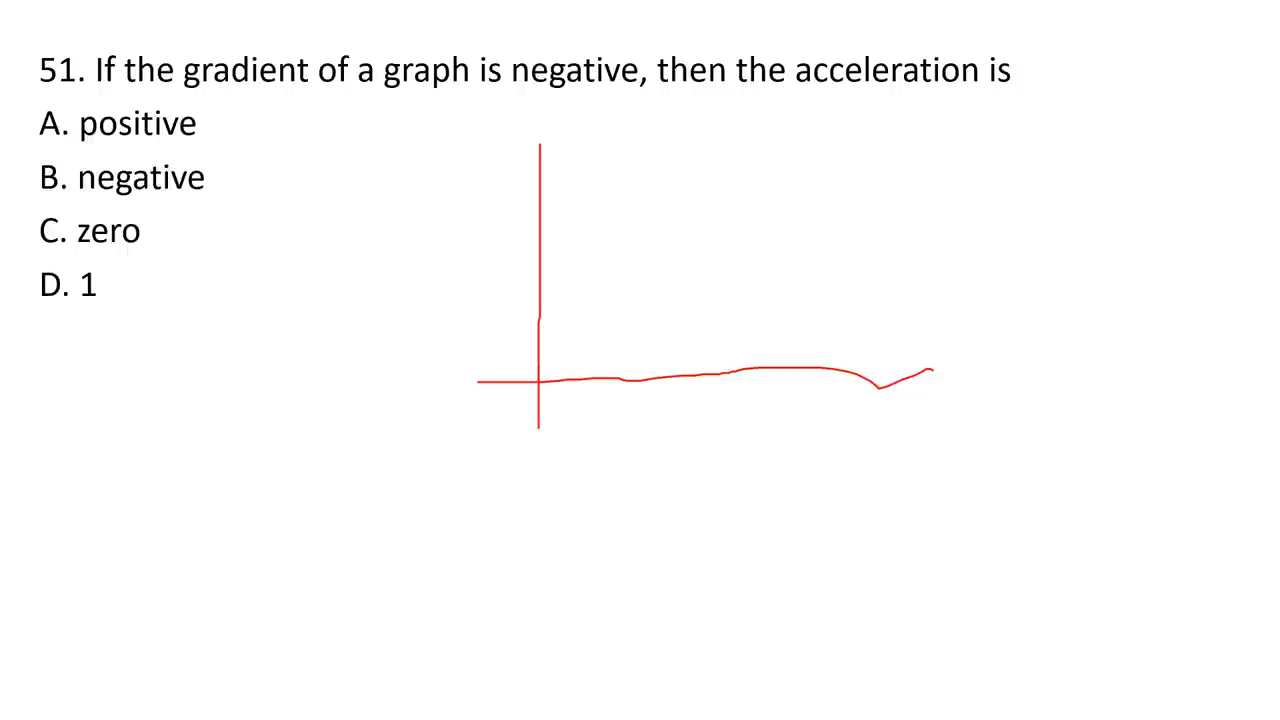 51. If the gradient of a graph is negative, then the acceleration is
A. positive
B. negative
C. zero
D. 1